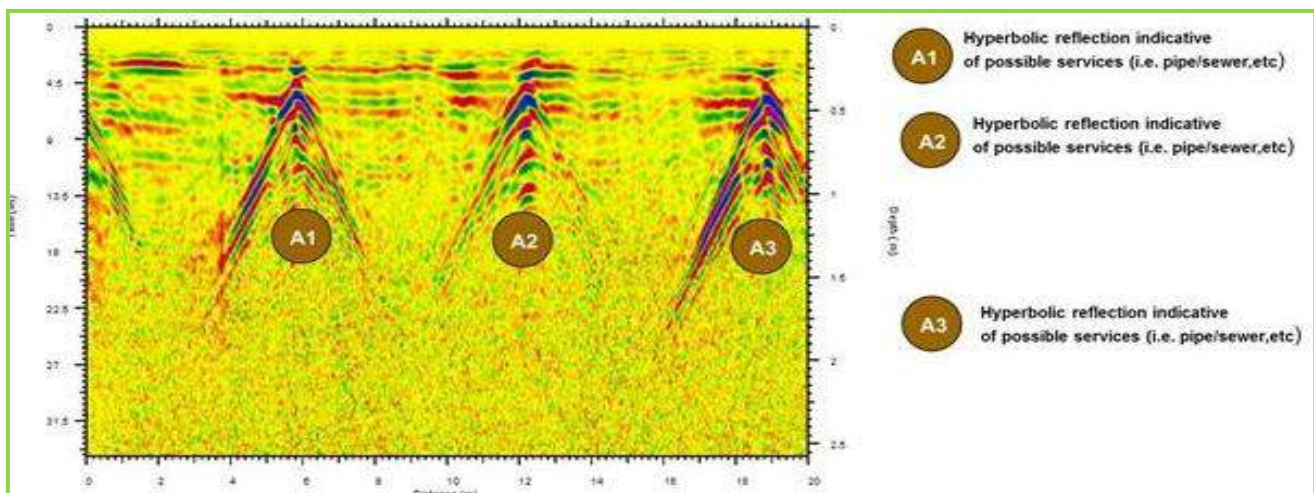 0
4.5
9
13.5
18
22.5
27
31.5
0
0.5
1
1.5
2
2.5
0 2 4 6 8 10 12 14 16 18 20
Depth
A1
A2
A3
A1
Hyperbolic reflection indicative
of possible services (i.e. pipe/sewer,etc)
A2
Hyperbolic reflection indicative
of possible services (i.e. pipe/sewer,etc)
A3
Hyperbolic reflection indicative
of possible services (i.e. pipe/sewer,etc)